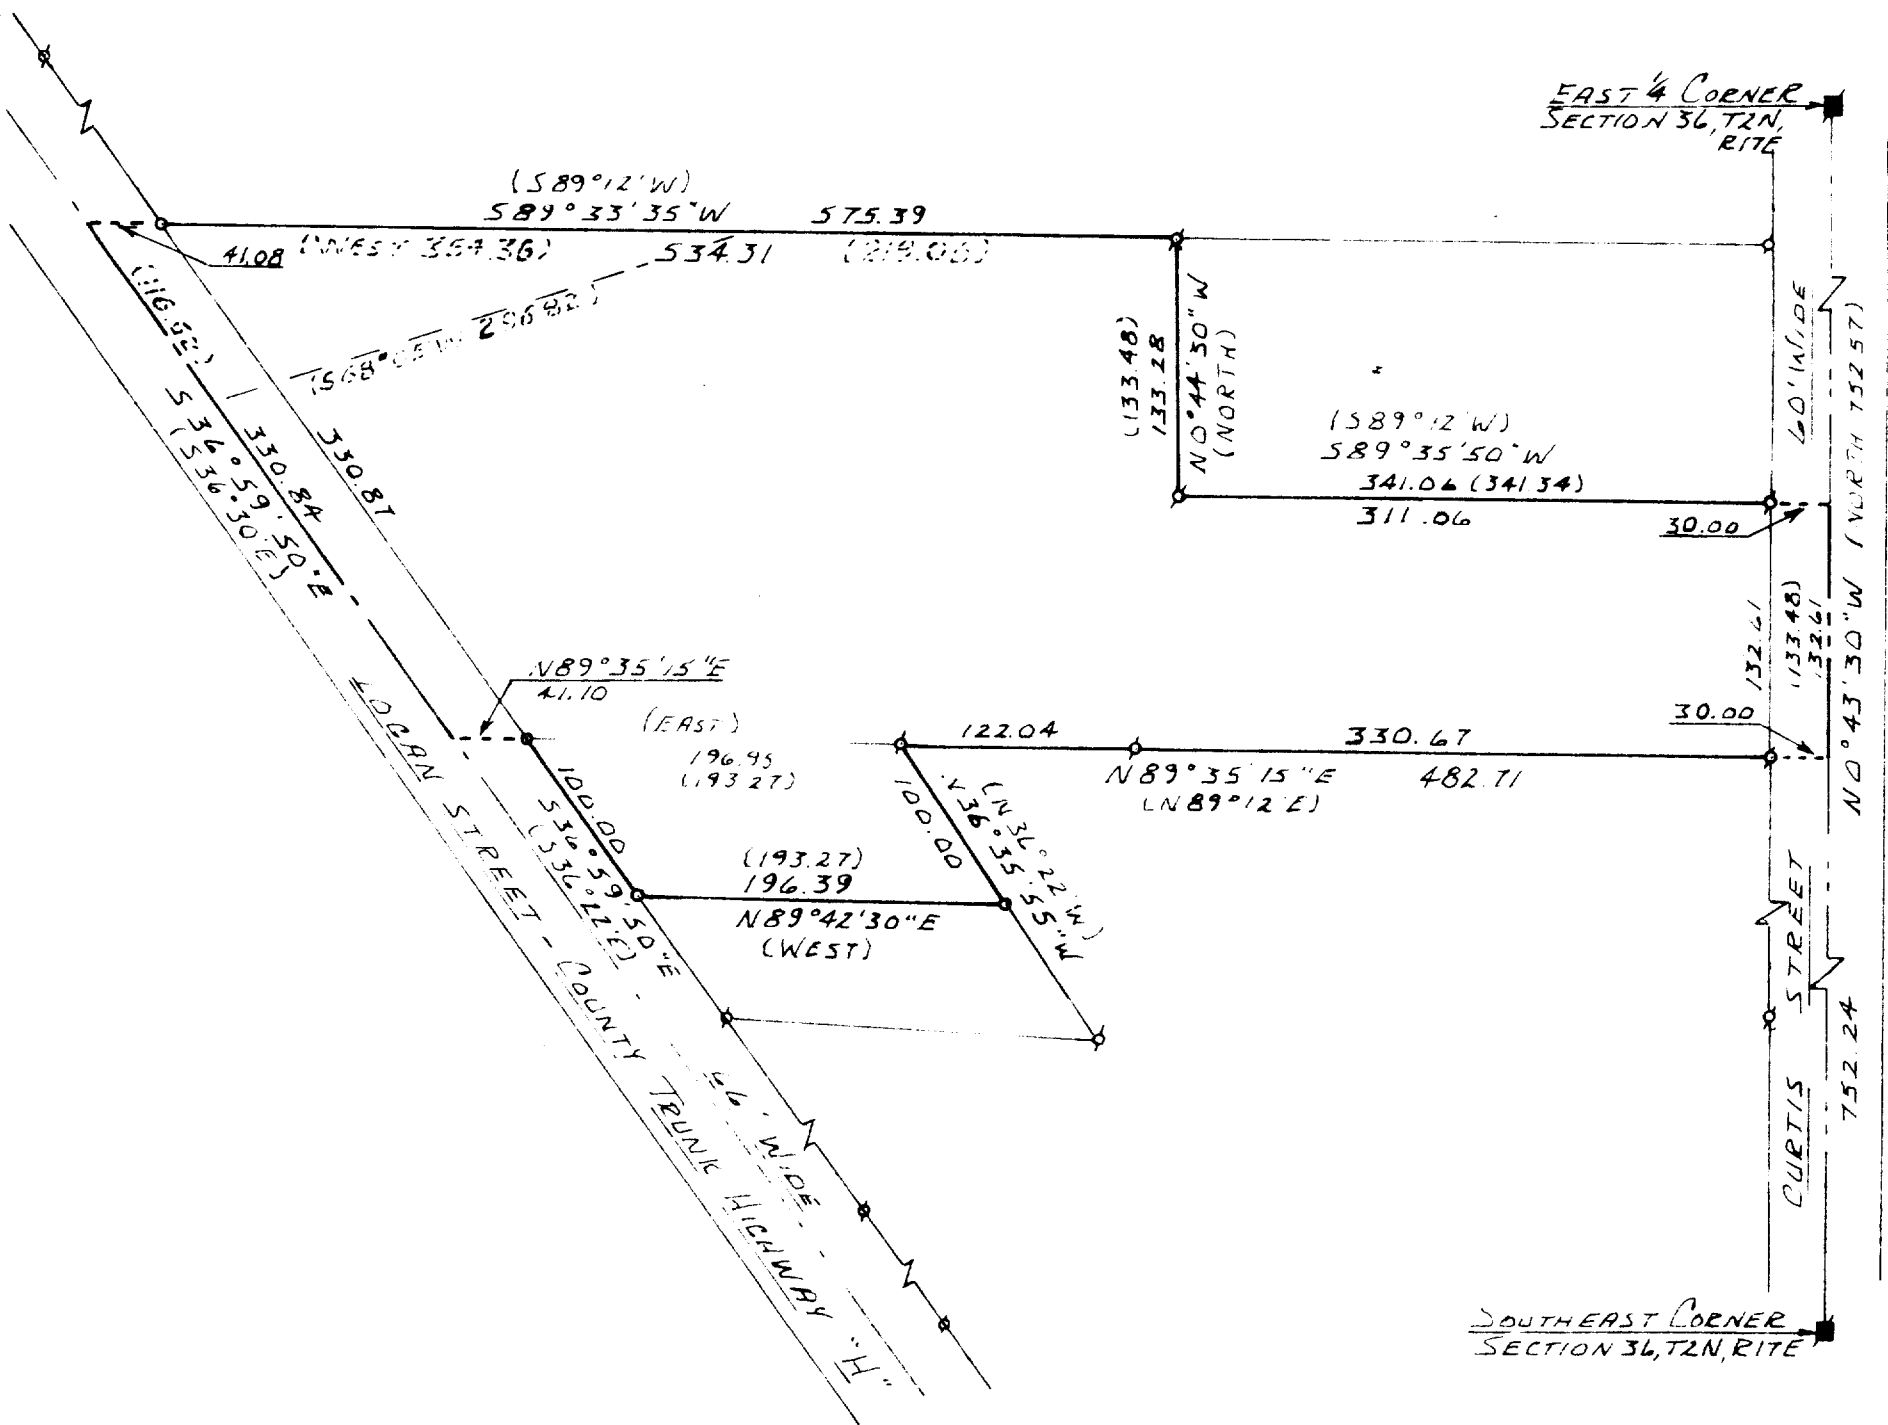 EAST ¼ CORNER
SECTION 36, T2N,
R17E
(S89°12'W)
S89°33'35"W 575.39
41.08
534.31
330.84
S36°59'50"E
(S36°30'E)
330.87
(133.48)
133.28
N0°44'30"W
(NORTH)
(S89°12'W)
S89°35'50"W
341.06 (341.34)
311.06
30.00
60' WIDE
132.61
(133.48)
132.61
N0°43'30"W (NORTH 752.57)
N89°35'15"E
41.10
(EAST)
196.95
(193.27)
122.04
330.67
30.00
N89°35'15"E 482.71
(N89°12'E)
100.00
S36°59'50"E
(S36°22'E)
100.00
(N36°22'W)
N36°35'55"W
(193.27)
196.39
N89°42'30"E
(WEST)
LOGAN STREET - COUNTY TRUNK HIGHWAY "H"
66' WIDE
CURTIS STREET
752.24
SOUTHEAST CORNER
SECTION 36, T2N, R17E